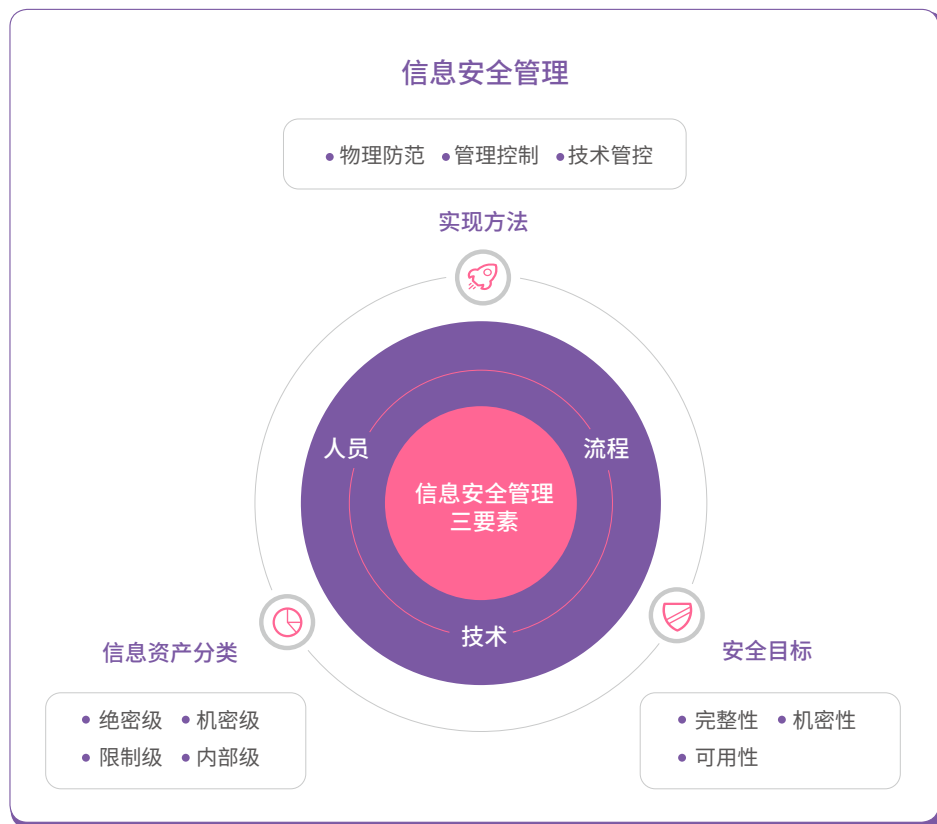 信息安全管理
物理防范 管理控制 技术管控
实现方法
人员
流程
信息安全管理
三要素
技术
信息资产分类
绝密级 机密级
限制级 内部级
安全目标
完整性 机密性
可用性